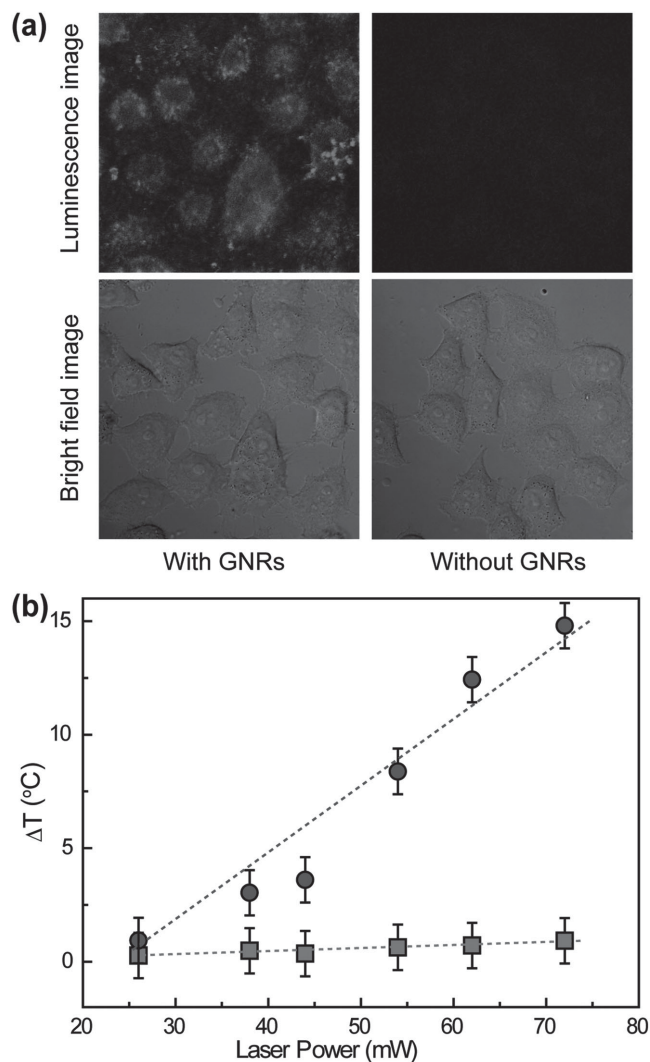 (a)
Luminescence image
Bright field image
With GNRs
Without GNRs
(b)
15
10
5
0
ΔT (ºC)
20 30 40 50 60 70 80
Laser Power (mW)